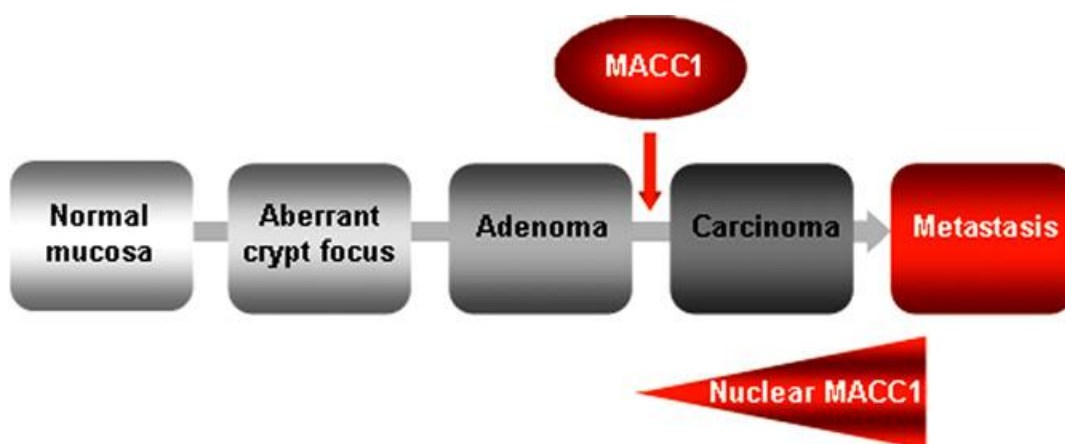 MACC1
Normal
mucosa
Aberrant
crypt focus
Adenoma
Carcinoma
Metastasis
Nuclear MACC1